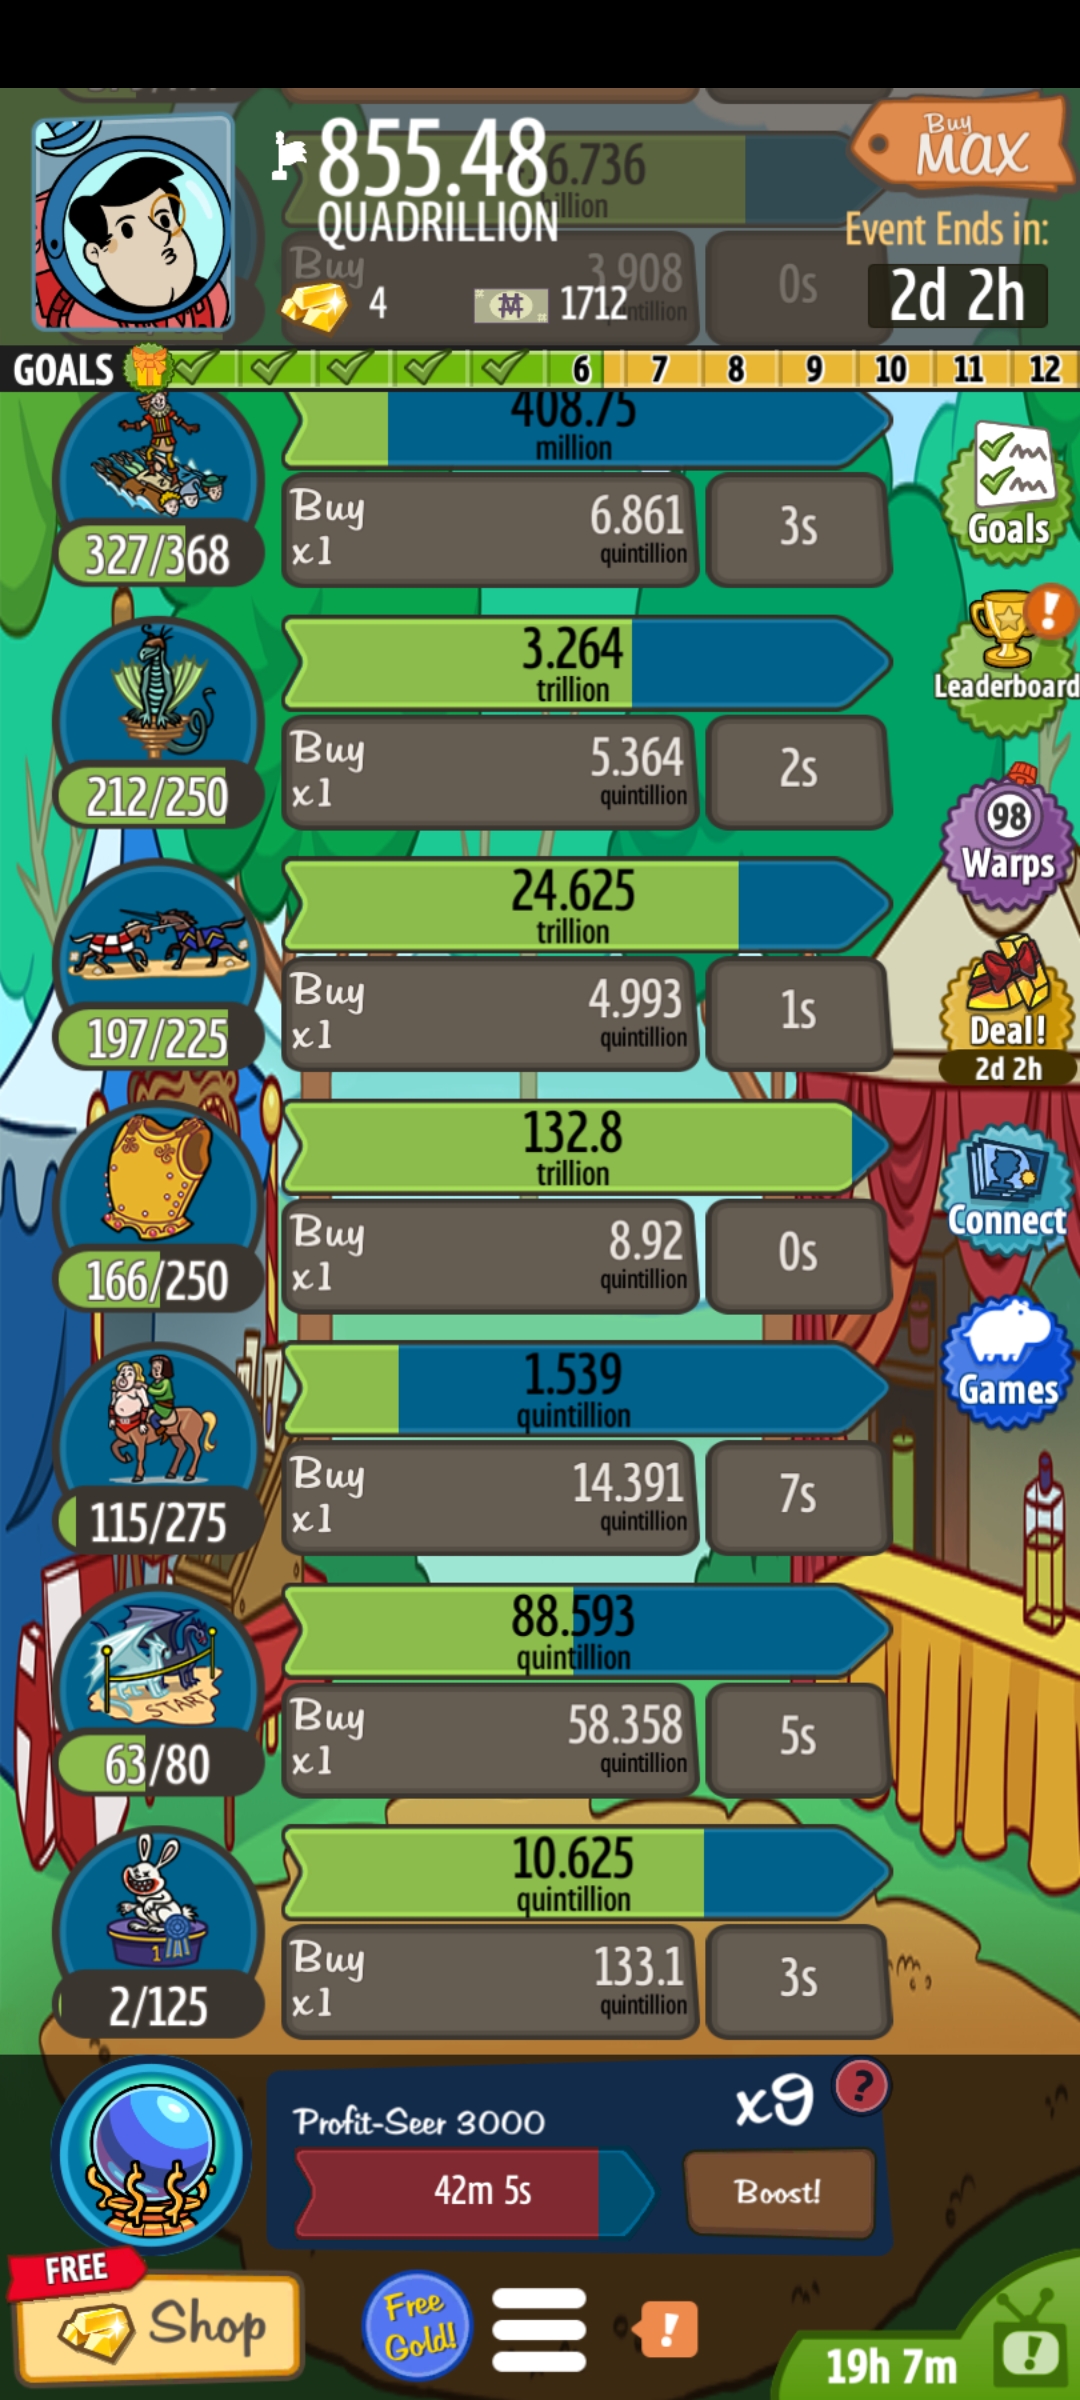 855.48
QUADRILLION
4
1712
Buy
MAX
Event Ends in:
2d 2h
Buy
3.908
0s
GOALS 6 7 8 9 10 11 12
408.75
million
327/368
Buy
x1
6.861
quintillion
3s
Goals
3.264
trillion
212/250
Buy
x1
5.364
quintillion
2s
!
Leaderboard
98
Warps
24.625
trillion
197/225
Buy
x1
4.993
quintillion
1s
Deal!
2d 2h
132.8
trillion
166/250
Buy
x1
8.92
quintillion
0s
Connect
1.539
quintillion
115/275
Buy
x1
14.391
quintillion
7s
Games
88.593
quintillion
START
63/80
Buy
x1
58.358
quintillion
5s
10.625
quintillion
1
2/125
Buy
x1
133.1
quintillion
3s
Profit-Seer 3000
x9
?
42m 5s
Boost!
FREE
Shop
Free
Gold!
!
19h 7m
!